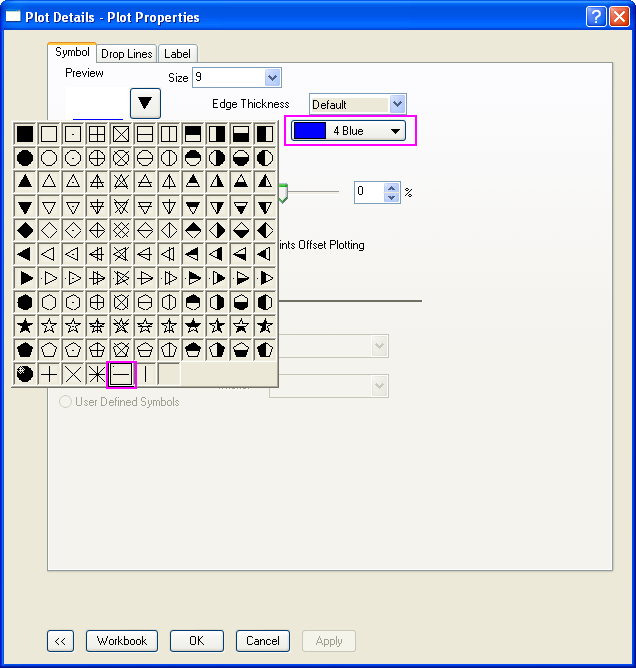 Plot Details - Plot Properties
Symbol Drop Lines Label
Preview
Size 9
Edge Thickness Default
4 Blue
0 %
ints Offset Plotting
User Defined Symbols
<< Workbook OK Cancel Apply